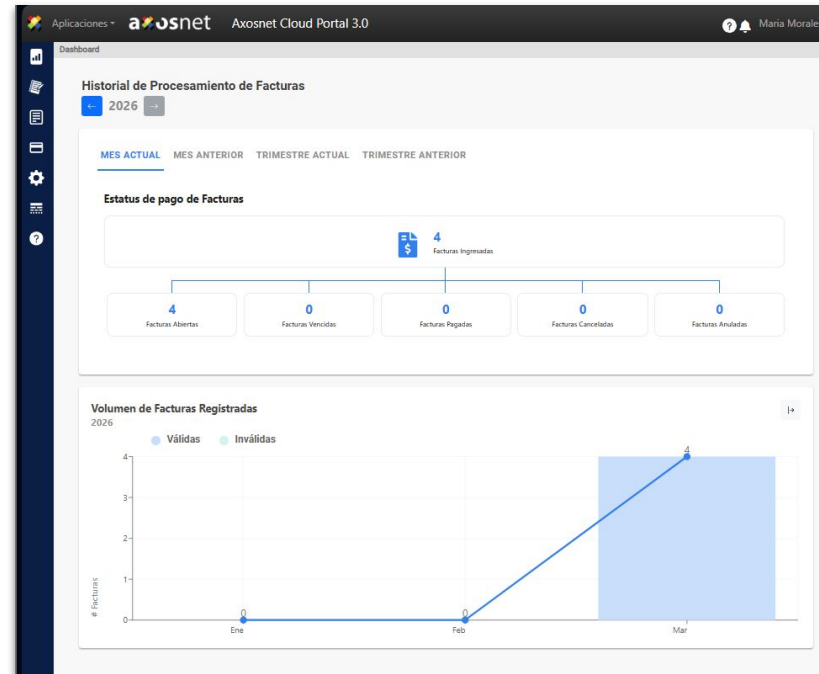 Aplicaciones axosnet Axosnet Cloud Portal 3.0 Maria Morale
Dashboard
Historial de Procesamiento de Facturas
← 2026 →
MES ACTUAL MES ANTERIOR TRIMESTRE ACTUAL TRIMESTRE ANTERIOR
Estatus de pago de Facturas
4
Facturas Ingresadas
4 0 0 0 0
Facturas Abiertas Facturas Vencidas Facturas Pagadas Facturas Canceladas Facturas Anuladas
Volumen de Facturas Registradas
2026
Válidas Inválidas
4
4
3
2
1
# Facturas
0 0 0
Ene Feb Mar